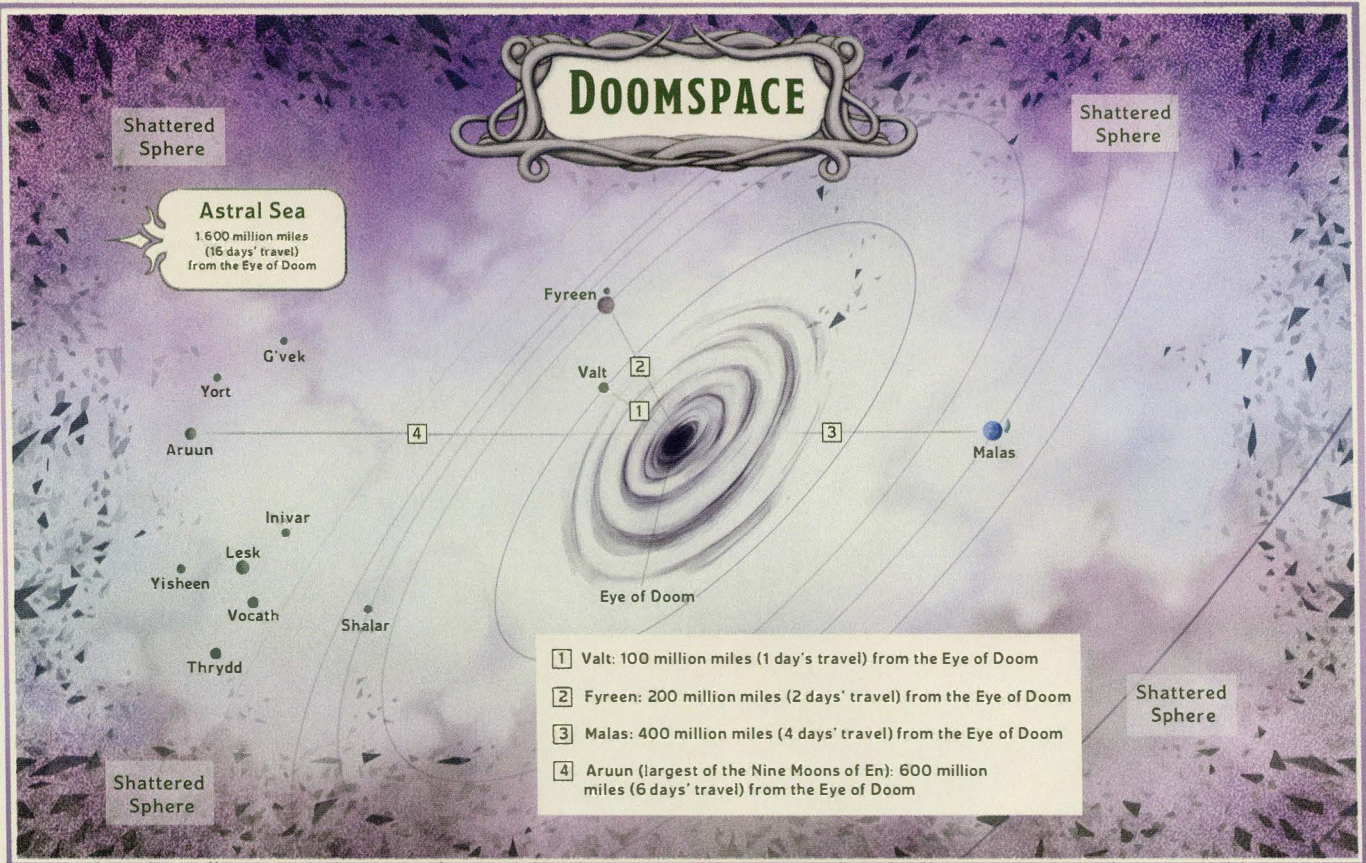 DOOMSPACE
Shattered
Sphere
Shattered
Sphere
Astral Sea
1,600 million miles
(16 days' travel)
from the Eye of Doom
Fyreen
G'vek
Valt
2
Yort
1
4
3
Aruun
Malas
Inivar
Lesk
Yisheen
Eye of Doom
Vocath
Shalar
Thrydd
1 Valt: 100 million miles (1 day's travel) from the Eye of Doom
2 Fyreen: 200 million miles (2 days' travel) from the Eye of Doom
3 Malas: 400 million miles (4 days' travel) from the Eye of Doom
4 Aruun (largest of the Nine Moons of En): 600 million
miles (6 days' travel) from the Eye of Doom
Shattered
Sphere
Shattered
Sphere